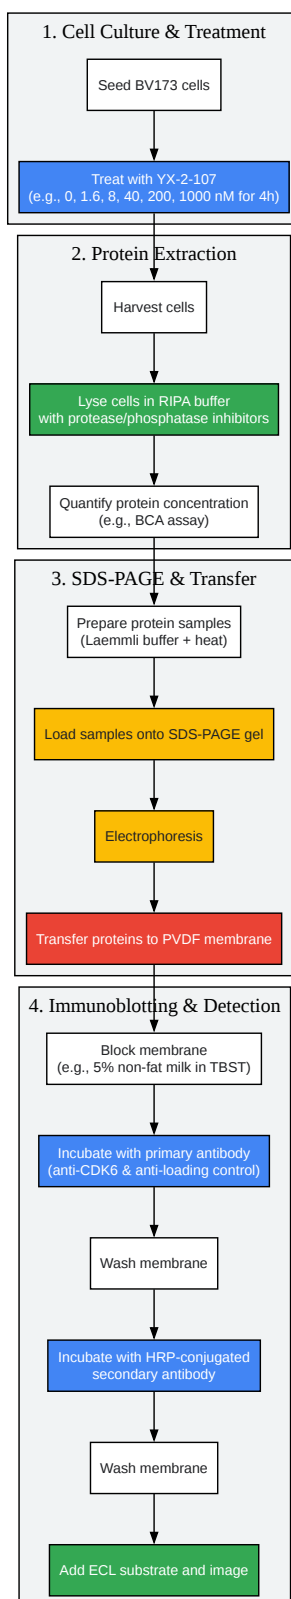 1. Cell Culture & Treatment
Seed BV173 cells
Treat with YX-2-107
(e.g., 0, 1.6, 8, 40, 200, 1000 nM for 4h)
2. Protein Extraction
Harvest cells
Lyse cells in RIPA buffer
with protease/phosphatase inhibitors
Quantify protein concentration
(e.g., BCA assay)
3. SDS-PAGE & Transfer
Prepare protein samples
(Laemmli buffer + heat)
Load samples onto SDS-PAGE gel
Electrophoresis
Transfer proteins to PVDF membrane
4. Immunoblotting & Detection
Block membrane
(e.g., 5% non-fat milk in TBST)
Incubate with primary antibody
(anti-CDK6 & anti-loading control)
Wash membrane
Incubate with HRP-conjugated
secondary antibody
Wash membrane
Add ECL substrate and image